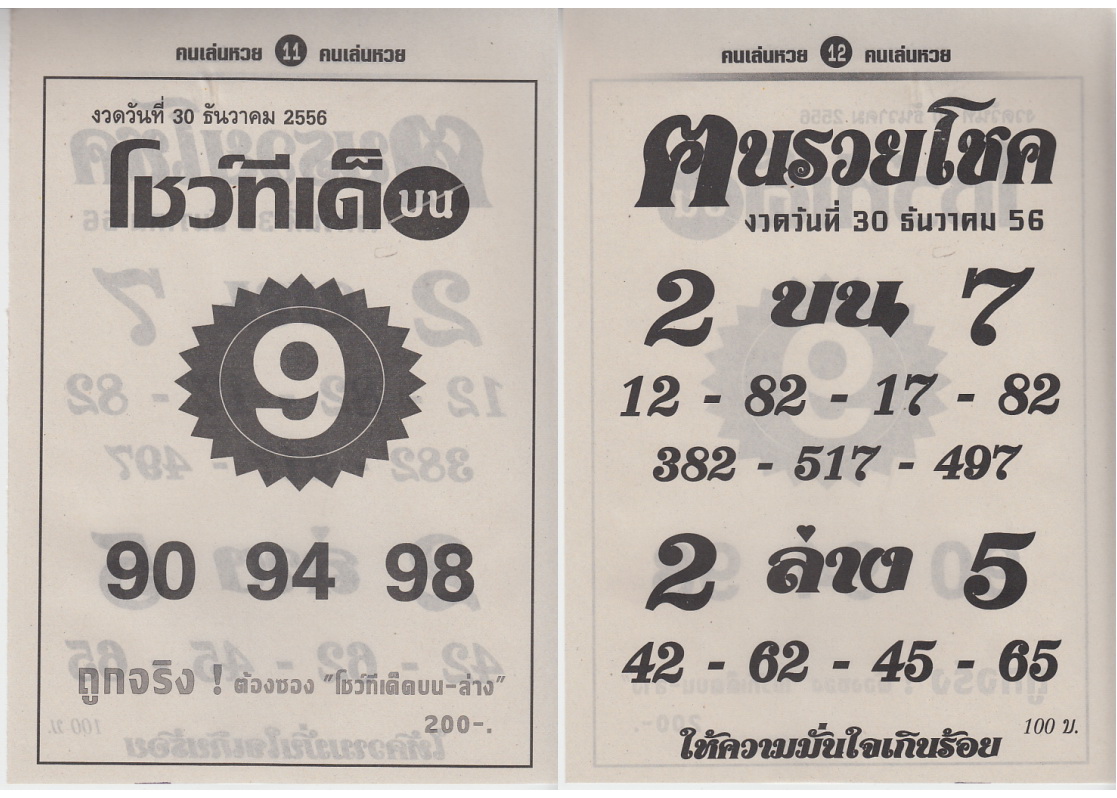 คนเล่นหวย 11 คนเล่นหวย
งวดวันที่ 30 ธันวาคม 2556
โชว์ทีเด็ดบน
9
90 94 98
ถูกจริง ! ต้องซอง "โชว์ทีเด็ดบน-ล่าง"
200-.
คนเล่นหวย 12 คนเล่นหวย
ฅนรวยโชค
งวดวันที่ 30 ธันวาคม 56
2 บน 7
12 - 82 - 17 - 82
382 - 517 - 497
2 ล่าง 5
42 - 62 - 45 - 65
100 บ.
ให้ความมั่นใจเกินร้อย